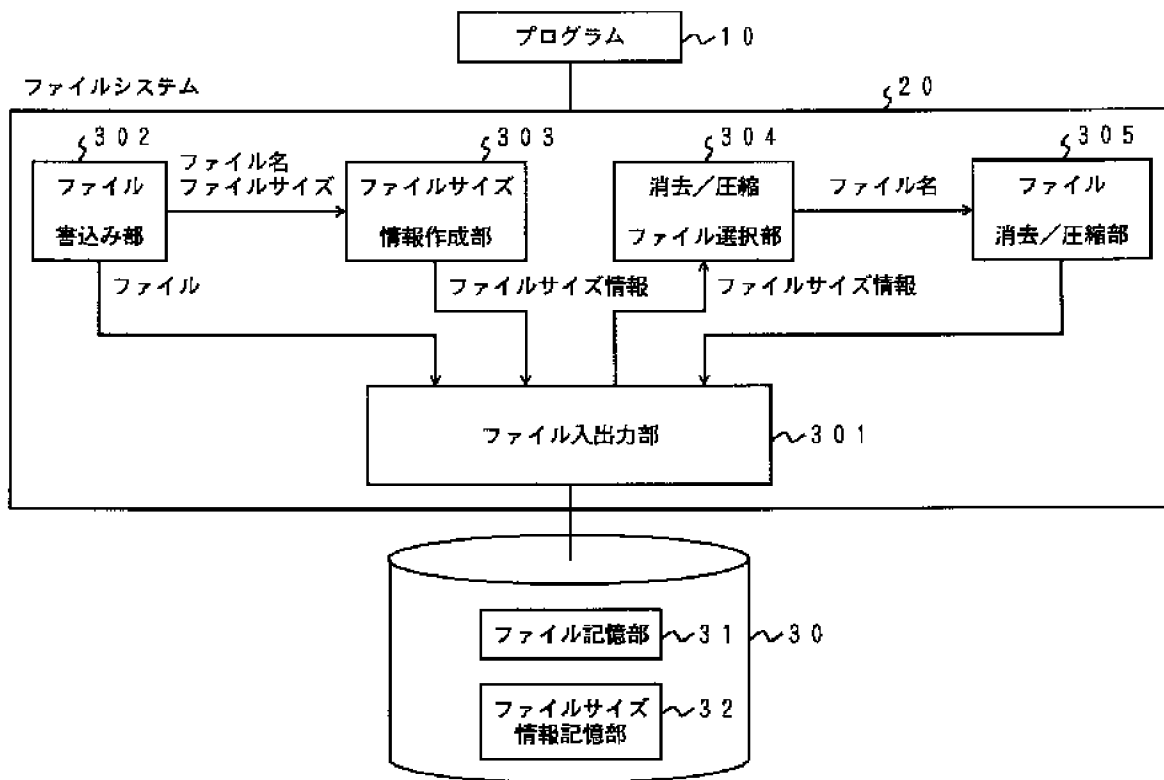 プログラム
10
ファイルシステム
20
302
303
304
305
ファイル
書込み部
ファイル名
ファイルサイズ
ファイルサイズ
情報作成部
消去／圧縮
ファイル選択部
ファイル名
ファイル
消去／圧縮部
ファイル
ファイルサイズ情報
ファイルサイズ情報
ファイル入出力部
301
ファイル記憶部
31
30
ファイルサイズ
情報記憶部
32